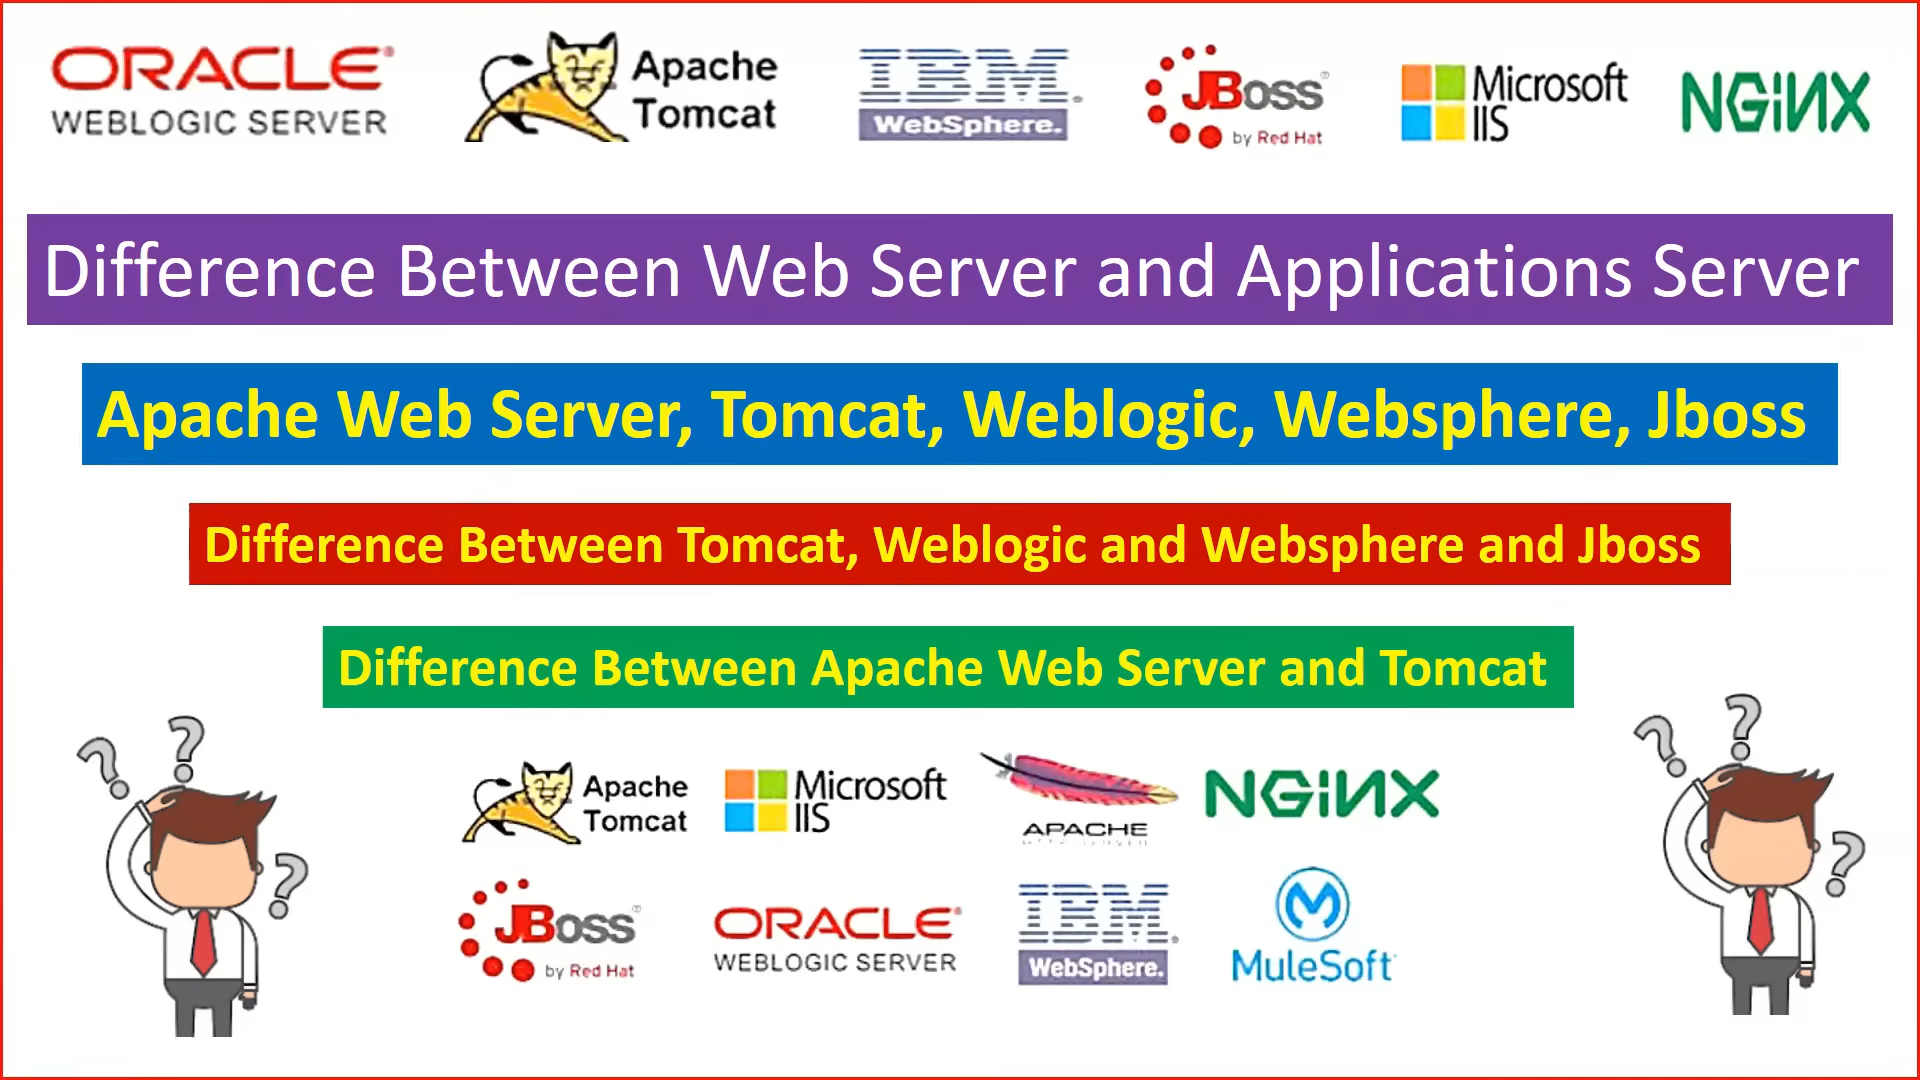 ORACLE®
WEBLOGIC SERVER
Apache
Tomcat
IBM®
WebSphere.
JBoss®
by Red Hat
Microsoft
IIS
NGiNX
Difference Between Web Server and Applications Server
Apache Web Server, Tomcat, Weblogic, Websphere, Jboss
Difference Between Tomcat, Weblogic and Websphere and Jboss
Difference Between Apache Web Server and Tomcat
? ?
?
? ?
?
Apache
Tomcat
Microsoft
IIS
APACHE
NGiNX
JBoss®
by Red Hat
ORACLE®
WEBLOGIC SERVER
IBM®
WebSphere.
MuleSoft